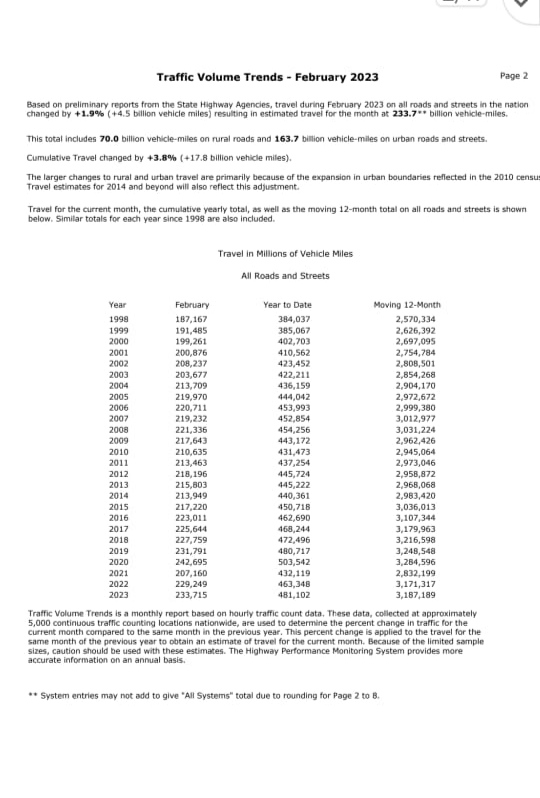 Traffic Volume Trends - February 2023
Page 2
Based on preliminary reports from the State Highway Agencies, travel during February 2023 on all roads and streets in the nation
changed by +1.9% (+4.5 billion vehicle miles) resulting in estimated travel for the month at 233.7** billion vehicle-miles.
This total includes 70.0 billion vehicle-miles on rural roads and 163.7 billion vehicle-miles on urban roads and streets.
Cumulative Travel changed by +3.8% (+17.8 billion vehicle miles).
The larger changes to rural and urban travel are primarily because of the expansion in urban boundaries reflected in the 2010 census
Travel estimates for 2014 and beyond will also reflect this adjustment.
Travel for the current month, the cumulative yearly total, as well as the moving 12-month total on all roads and streets is shown
below. Similar totals for each year since 1998 are also included.
Travel in Millions of Vehicle Miles
All Roads and Streets
Year February Year to Date Moving 12-Month
1998 187,167 384,037 2,570,334
1999 191,485 385,067 2,626,392
2000 199,261 402,703 2,697,095
2001 200,876 410,562 2,754,784
2002 208,237 423,452 2,808,501
2003 203,677 422,211 2,854,268
2004 213,709 436,159 2,904,170
2005 219,970 444,042 2,972,672
2006 220,711 453,993 2,999,380
2007 219,232 452,854 3,012,977
2008 221,336 454,256 3,031,224
2009 217,643 443,172 2,962,426
2010 210,635 431,473 2,945,064
2011 213,463 437,254 2,973,046
2012 218,196 445,724 2,958,872
2013 215,803 445,222 2,968,068
2014 213,949 440,361 2,983,420
2015 217,220 450,718 3,036,013
2016 223,011 462,690 3,107,344
2017 225,644 468,244 3,179,963
2018 227,759 472,496 3,216,598
2019 231,791 480,717 3,248,548
2020 242,695 503,542 3,284,596
2021 207,160 432,119 2,832,199
2022 229,249 463,348 3,171,317
2023 233,715 481,102 3,187,189
Traffic Volume Trends is a monthly report based on hourly traffic count data. These data, collected at approximately
5,000 continuous traffic counting locations nationwide, are used to determine the percent change in traffic for the
current month compared to the same month in the previous year. This percent change is applied to the travel for the
same month of the previous year to obtain an estimate of travel for the current month. Because of the limited sample
sizes, caution should be used with these estimates. The Highway Performance Monitoring System provides more
accurate information on an annual basis.
** System entries may not add to give "All Systems" total due to rounding for Page 2 to 8.